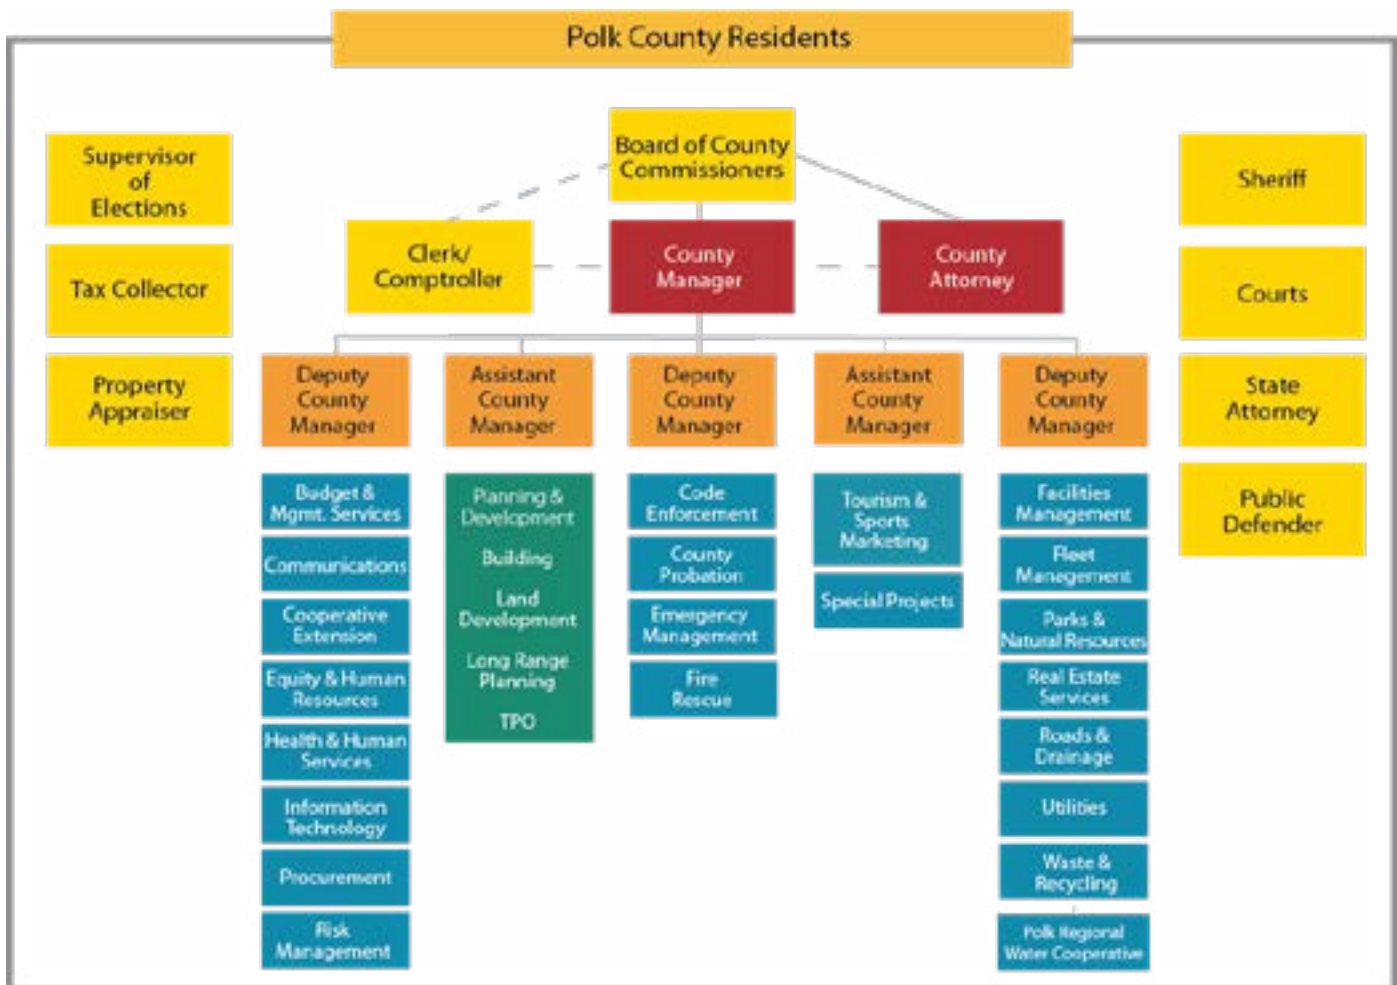 Polk County Residents
Board of County
Commissioners
Supervisor
of
Elections
Tax Collector
Property
Appraiser
Clerk/
Comptroller
County
Manager
County
Attorney
Sheriff
Courts
State
Attorney
Public
Defender
Deputy
County
Manager
Assistant
County
Manager
Deputy
County
Manager
Assistant
County
Manager
Deputy
County
Manager
Budget &
Mgmt. Services
Communications
Cooperative
Extension
Equity & Human
Resources
Health & Human
Services
Information
Technology
Procurement
Risk
Management
Planning &
Development
Building
Land
Development
Long Range
Planning
TPO
Code
Enforcement
County
Probation
Emergency
Management
Fire
Rescue
Tourism &
Sports
Marketing
Special Projects
Facilities
Management
Fleet
Management
Parks &
Natural Resources
Real Estate
Services
Roads &
Drainage
Utilities
Waste &
Recycling
Polk Regional
Water Cooperative